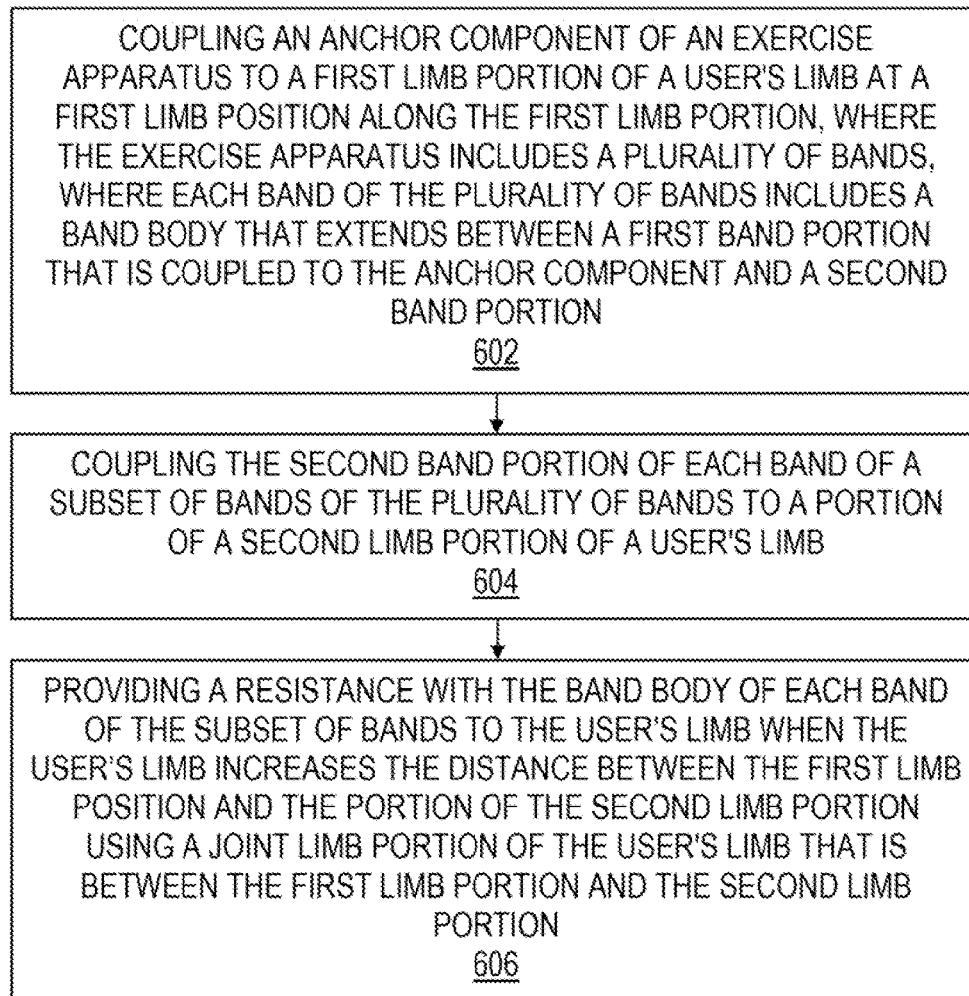 COUPLING AN ANCHOR COMPONENT OF AN EXERCISE
APPARATUS TO A FIRST LIMB PORTION OF A USER'S LIMB AT A
FIRST LIMB POSITION ALONG THE FIRST LIMB PORTION, WHERE
THE EXERCISE APPARATUS INCLUDES A PLURALITY OF BANDS,
WHERE EACH BAND OF THE PLURALITY OF BANDS INCLUDES A
BAND BODY THAT EXTENDS BETWEEN A FIRST BAND PORTION
THAT IS COUPLED TO THE ANCHOR COMPONENT AND A SECOND
BAND PORTION
602
COUPLING THE SECOND BAND PORTION OF EACH BAND OF A
SUBSET OF BANDS OF THE PLURALITY OF BANDS TO A PORTION
OF A SECOND LIMB PORTION OF A USER'S LIMB
604
PROVIDING A RESISTANCE WITH THE BAND BODY OF EACH BAND
OF THE SUBSET OF BANDS TO THE USER'S LIMB WHEN THE
USER'S LIMB INCREASES THE DISTANCE BETWEEN THE FIRST LIMB
POSITION AND THE PORTION OF THE SECOND LIMB PORTION
USING A JOINT LIMB PORTION OF THE USER'S LIMB THAT IS
BETWEEN THE FIRST LIMB PORTION AND THE SECOND LIMB
PORTION
606